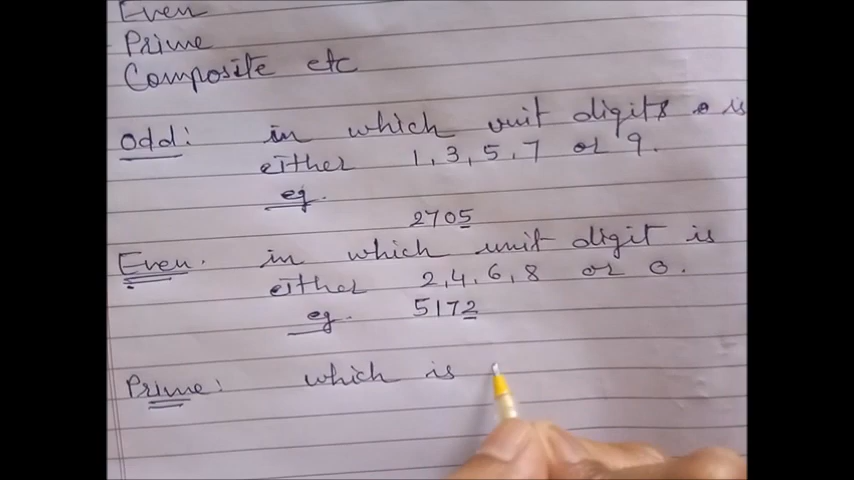 Even
Prime
Composite etc
Odd: in which unit digits is
either 1, 3, 5, 7 or 9.
eg.
2705
Even. in which unit digit is
either 2, 4, 6, 8 or 0.
eg. 5172
Prime: which is